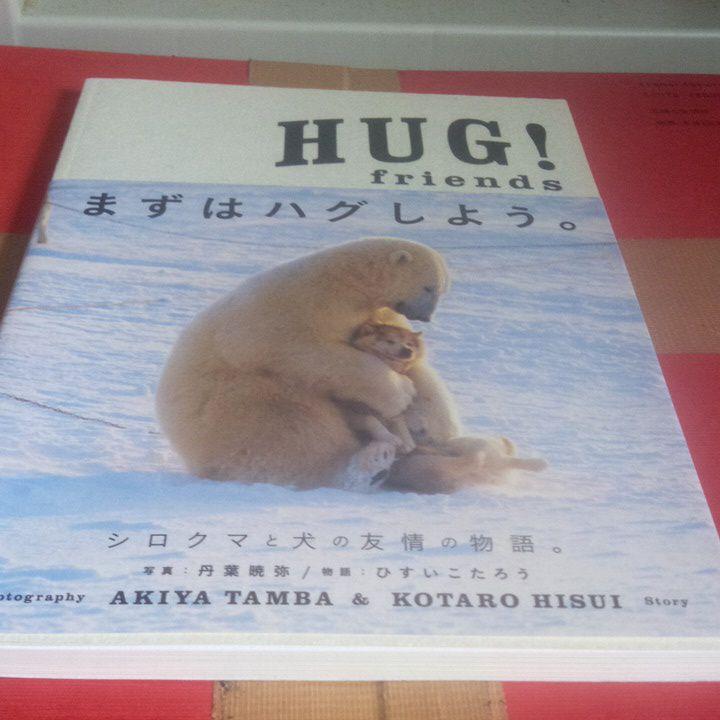 HUG!
friends
まずはハグしよう。
シロクマと犬の友情の物語。
写真:丹葉暁弥/物語:ひすいこたろう
AKIYA TAMBA & KOTARO HISUI Story